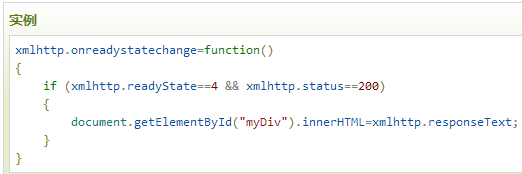 实例
xmlhttp.onreadystatechange=function()
{
    if (xmlhttp.readyState==4 && xmlhttp.status==200)
    {
        document.getElementById("myDiv").innerHTML=xmlhttp.responseText;
    }
}